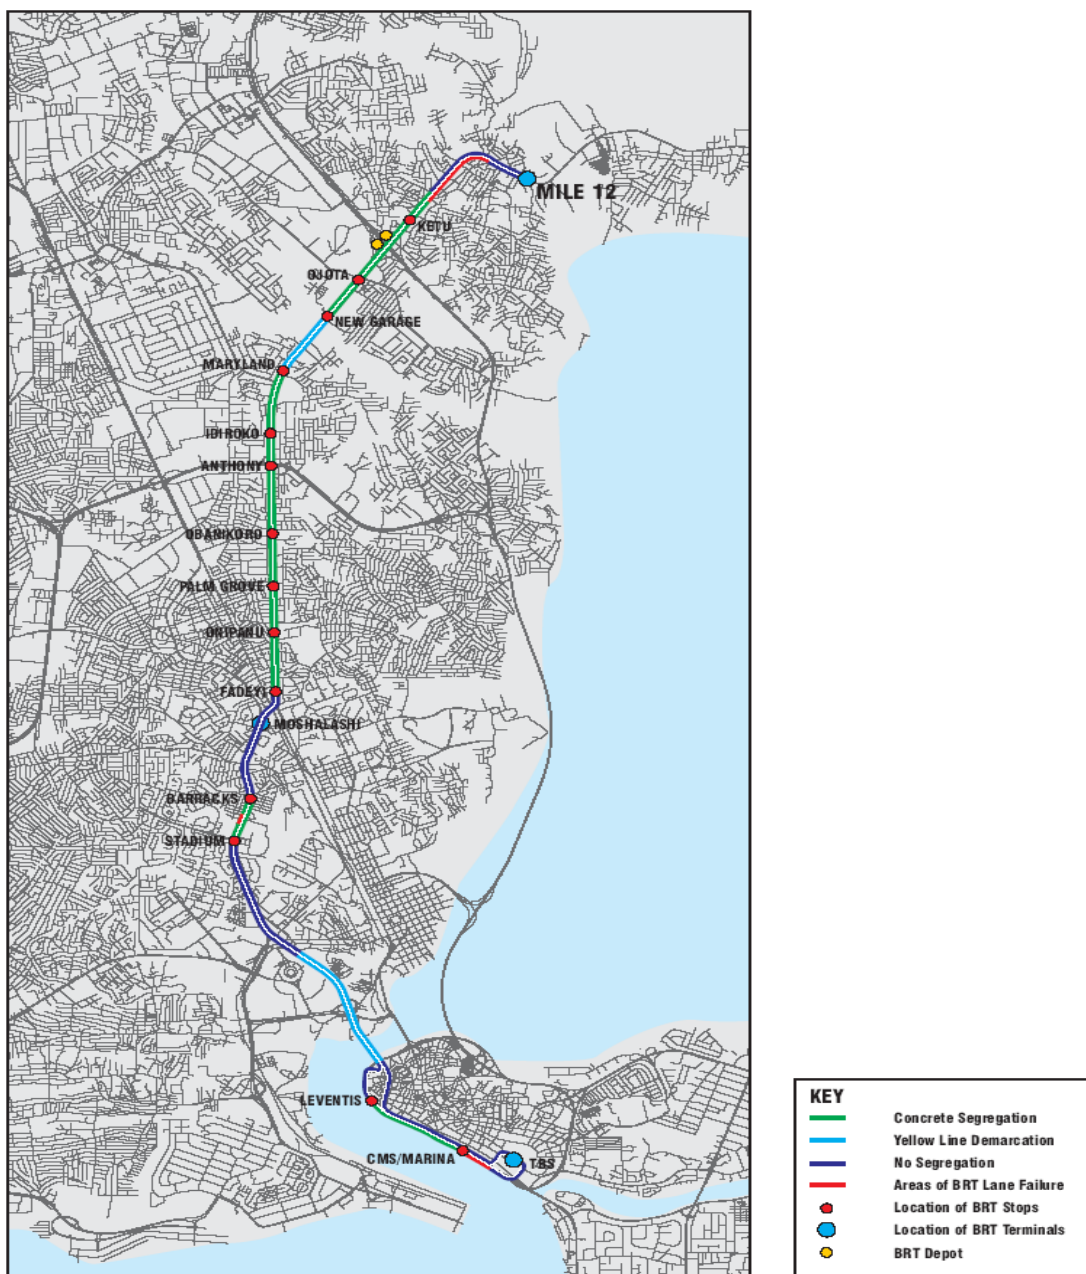 MILE 12
KETU
OJOTA
NEW GARAGE
MARYLAND
IDIROKO
ANTHONY
OBANIKORO
PALM GROVE
ONIPANU
FADEYI
MOSHALASHI
BARRACKS
STADIUM
LEVENTIS
CMS/MARINA
TBS
KEY
Concrete Segregation
Yellow Line Demarcation
No Segregation
Areas of BRT Lane Failure
Location of BRT Stops
Location of BRT Terminals
BRT Depot